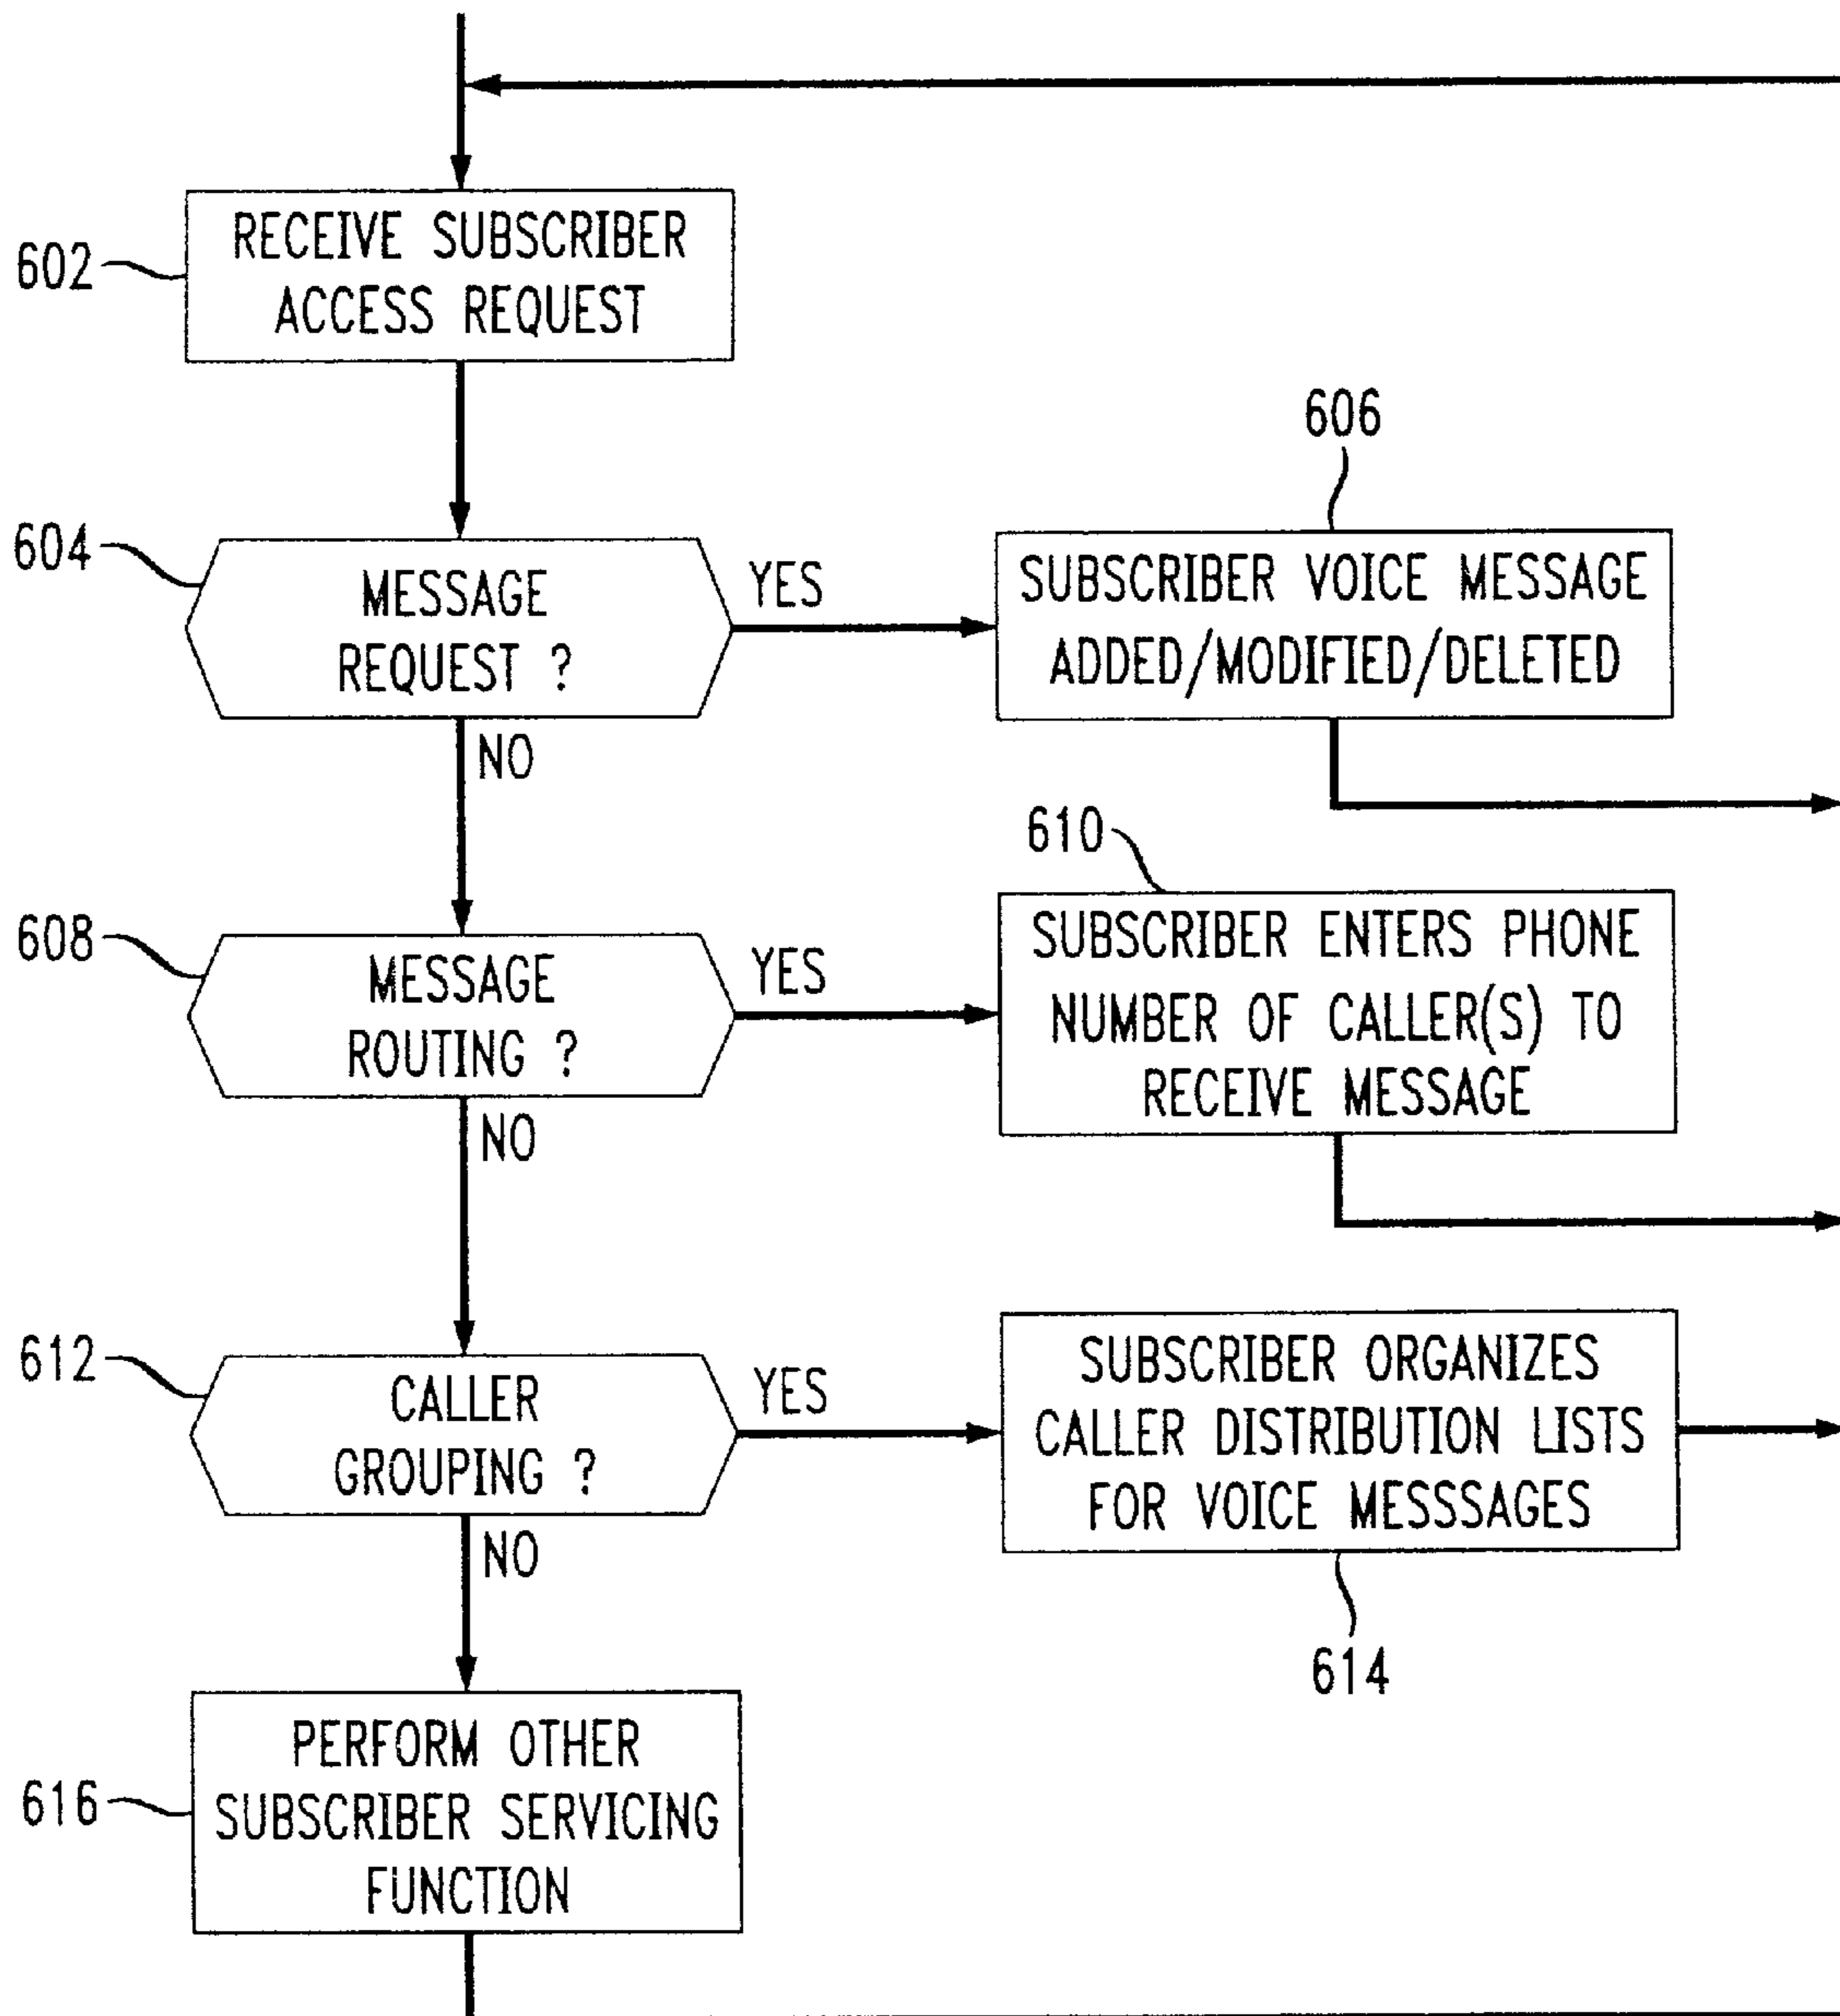 602
RECEIVE SUBSCRIBER
ACCESS REQUEST
604
MESSAGE
REQUEST ?
YES
NO
606
SUBSCRIBER VOICE MESSAGE
ADDED/MODIFIED/DELETED
608
MESSAGE
ROUTING ?
YES
NO
610
SUBSCRIBER ENTERS PHONE
NUMBER OF CALLER(S) TO
RECEIVE MESSAGE
612
CALLER
GROUPING ?
YES
NO
SUBSCRIBER ORGANIZES
CALLER DISTRIBUTION LISTS
FOR VOICE MESSSAGES
614
616
PERFORM OTHER
SUBSCRIBER SERVICING
FUNCTION